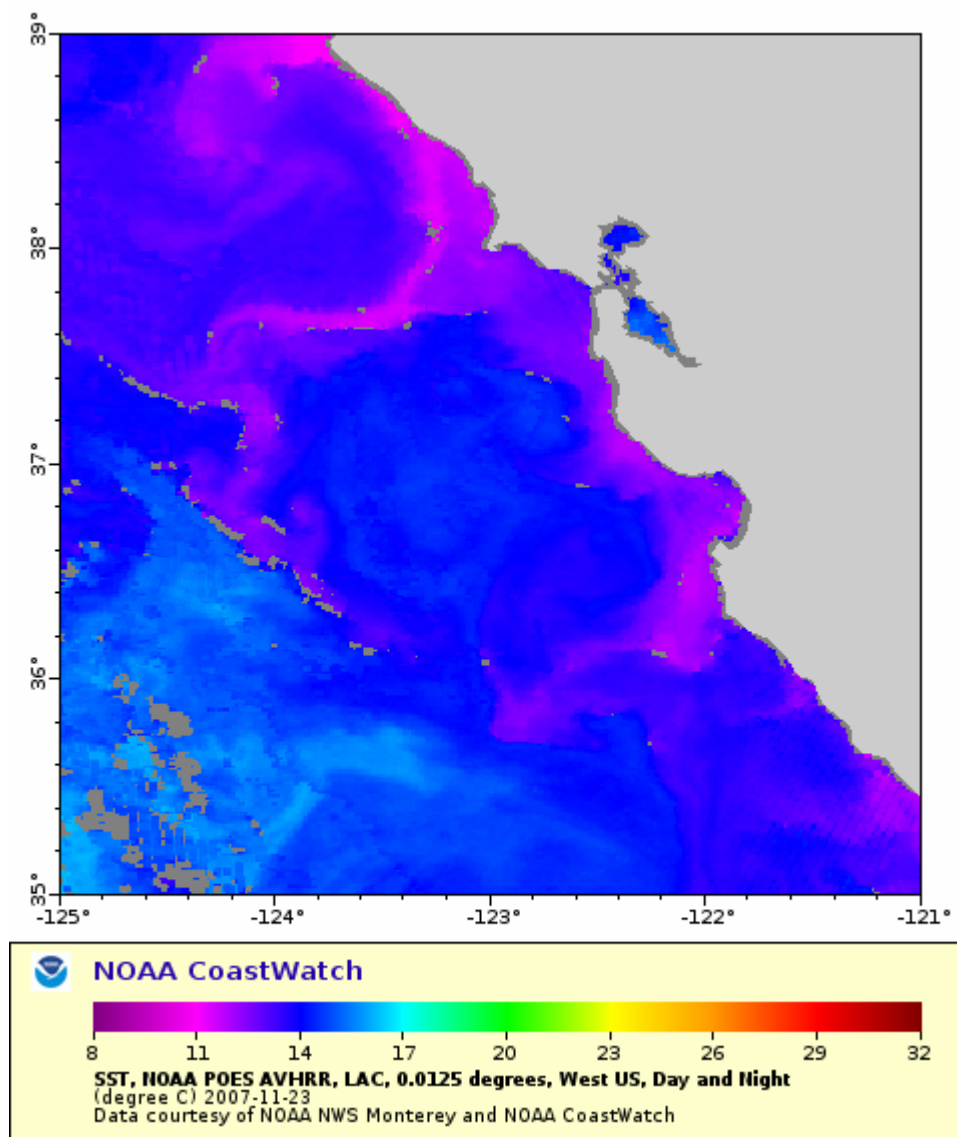 39°
38°
37°
36°
35°
-125° -124° -123° -122° -121°
NOAA CoastWatch
8 11 14 17 20 23 26 29 32
SST, NOAA POES AVHRR, LAC, 0.0125 degrees, West US, Day and Night
(degree C) 2007-11-23
Data courtesy of NOAA NWS Monterey and NOAA CoastWatch